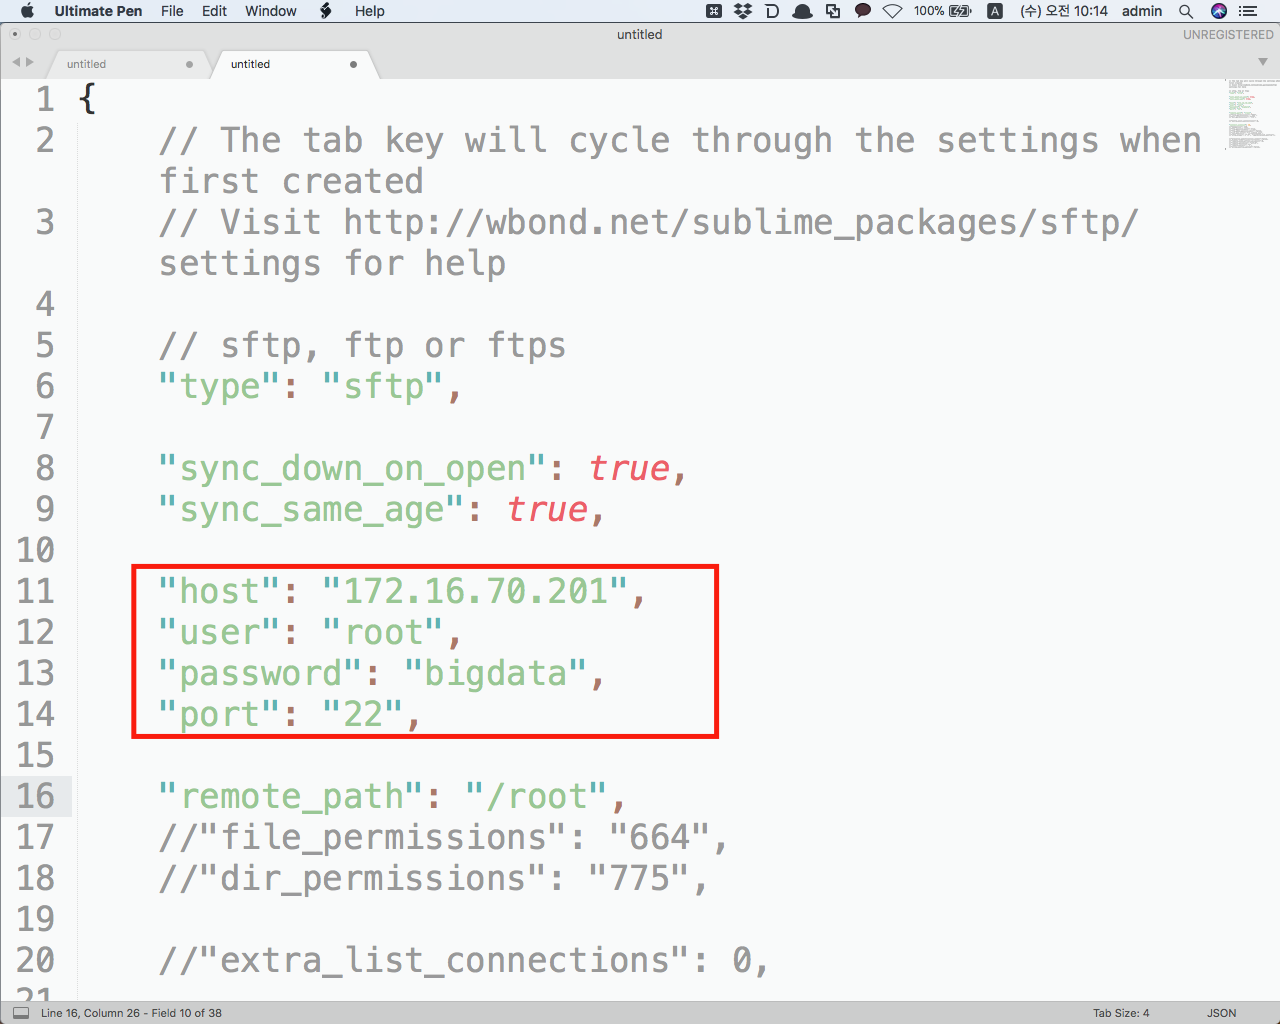 Ultimate Pen File Edit Window Help 100% A (수) 오전 10:14 admin
untitled
UNREGISTERED
untitled untitled
1 {
2 // The tab key will cycle through the settings when
first created
3 // Visit http://wbond.net/sublime_packages/sftp/
settings for help
4
5 // sftp, ftp or ftps
6 "type": "sftp",
7
8 "sync_down_on_open": true,
9 "sync_same_age": true,
10
11 "host": "172.16.70.201",
12 "user": "root",
13 "password": "bigdata",
14 "port": "22",
15
16 "remote_path": "/root",
17 //"file_permissions": "664",
18 //"dir_permissions": "775",
19
20 //"extra_list_connections": 0,
21
Line 16, Column 26 - Field 10 of 38 Tab Size: 4 JSON